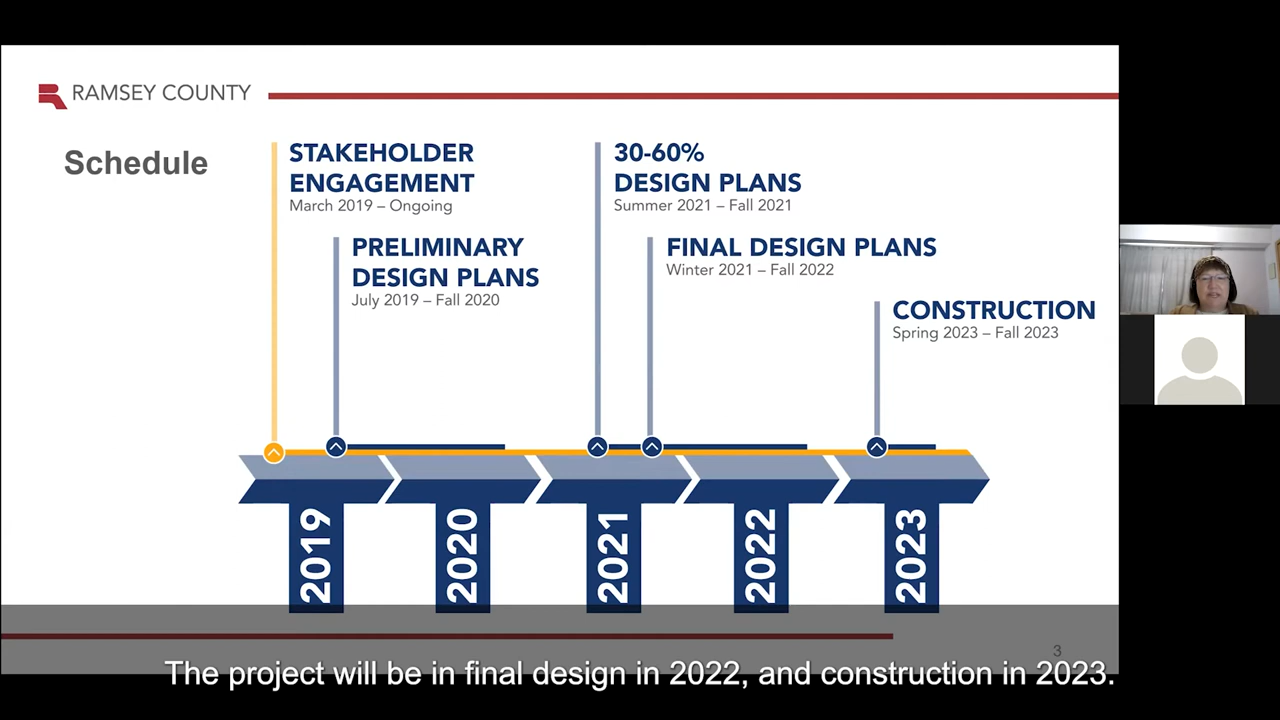 RAMSEY COUNTY
Schedule
STAKEHOLDER
ENGAGEMENT
March 2019 – Ongoing
PRELIMINARY
DESIGN PLANS
July 2019 – Fall 2020
30-60%
DESIGN PLANS
Summer 2021 – Fall 2021
FINAL DESIGN PLANS
Winter 2021 – Fall 2022
CONSTRUCTION
Spring 2023 – Fall 2023
2019
2020
2021
2022
2023
3
The project will be in final design in 2022, and construction in 2023.